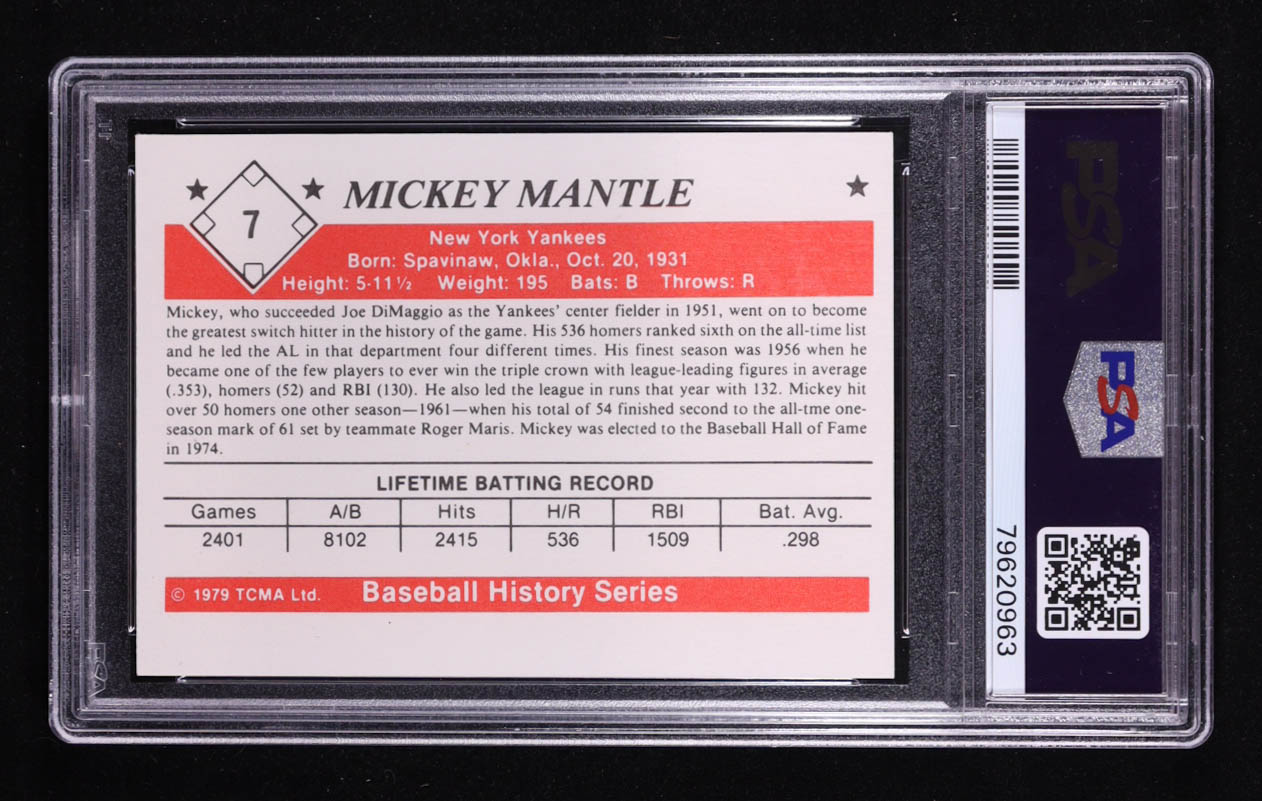 7
MICKEY MANTLE
New York Yankees
Born: Spavinaw, Okla., Oct. 20, 1931
Height: 5-11½ Weight: 195 Bats: B Throws: R
Mickey, who succeeded Joe DiMaggio as the Yankees' center fielder in 1951, went on to become
the greatest switch hitter in the history of the game. His 536 homers ranked sixth on the all-time list
and he led the AL in that department four different times. His finest season was 1956 when he
became one of the few players to ever win the triple crown with league-leading figures in average
(.353), homers (52) and RBI (130). He also led the league in runs that year with 132. Mickey hit
over 50 homers one other season—1961—when his total of 54 finished second to the all-tme one-
season mark of 61 set by teammate Roger Maris. Mickey was elected to the Baseball Hall of Fame
in 1974.
LIFETIME BATTING RECORD
Games A/B Hits H/R RBI Bat. Avg.
2401 8102 2415 536 1509 .298
© 1979 TCMA Ltd. Baseball History Series
PSA
PSA
79620963
PSA